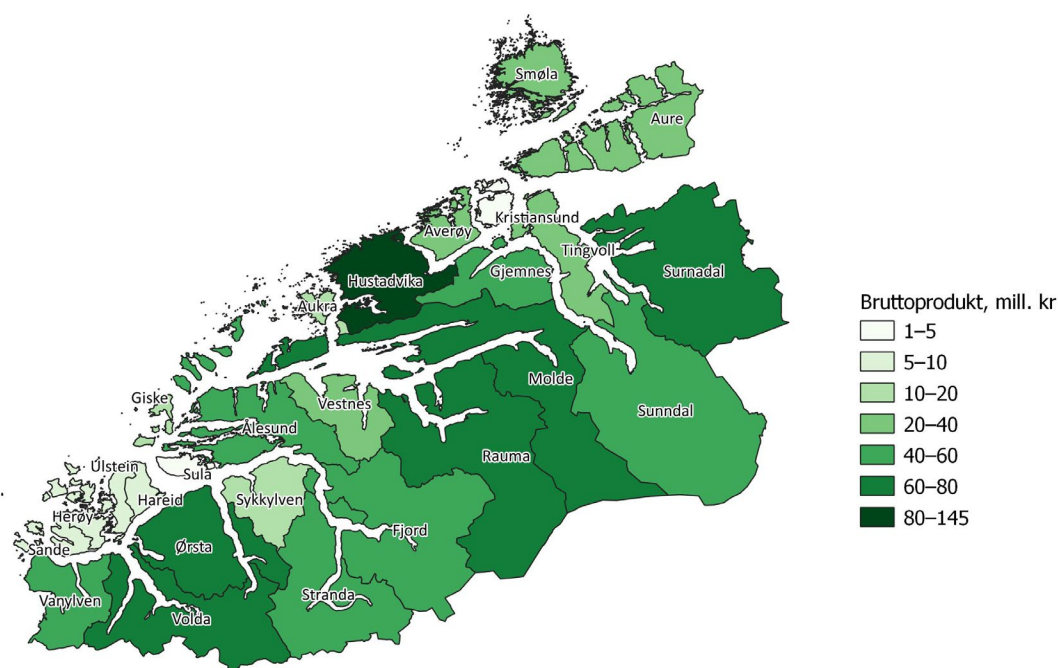 Smøla
Aure
Kristiansund
Averøy
Tingvoll
Gjemnes
Surnadal
Hustadvika
Aukra
Molde
Giske
Vestnes
Sunndal
Ålesund
Rauma
Ulstein
Sula
Hareid
Sykkylven
Herøy
Fjord
Sande
Ørsta
Stranda
Vanylven
Volda
Bruttoprodukt, mill. kr
1–5
5–10
10–20
20–40
40–60
60–80
80–145